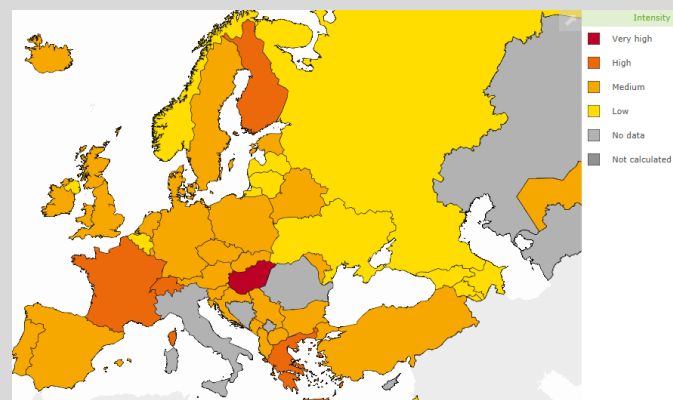 Intensity
Very high
High
Medium
Low
No data
Not calculated